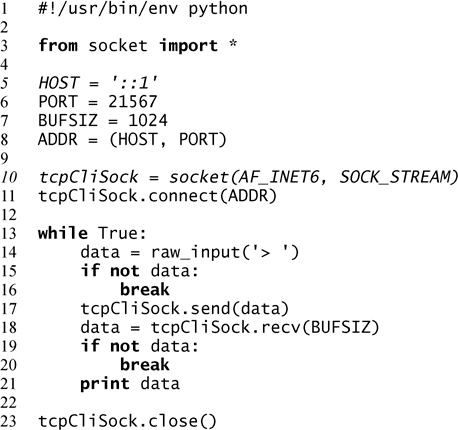 1 #!/usr/bin/env python
2
3 from socket import *
4
5 HOST = '::1'
6 PORT = 21567
7 BUFSIZ = 1024
8 ADDR = (HOST, PORT)
9
10 tcpCliSock = socket(AF_INET6, SOCK_STREAM)
11 tcpCliSock.connect(ADDR)
12
13 while True:
14     data = raw_input('> ')
15     if not data:
16         break
17     tcpCliSock.send(data)
18     data = tcpCliSock.recv(BUFSIZ)
19     if not data:
20         break
21     print data
22
23 tcpCliSock.close()